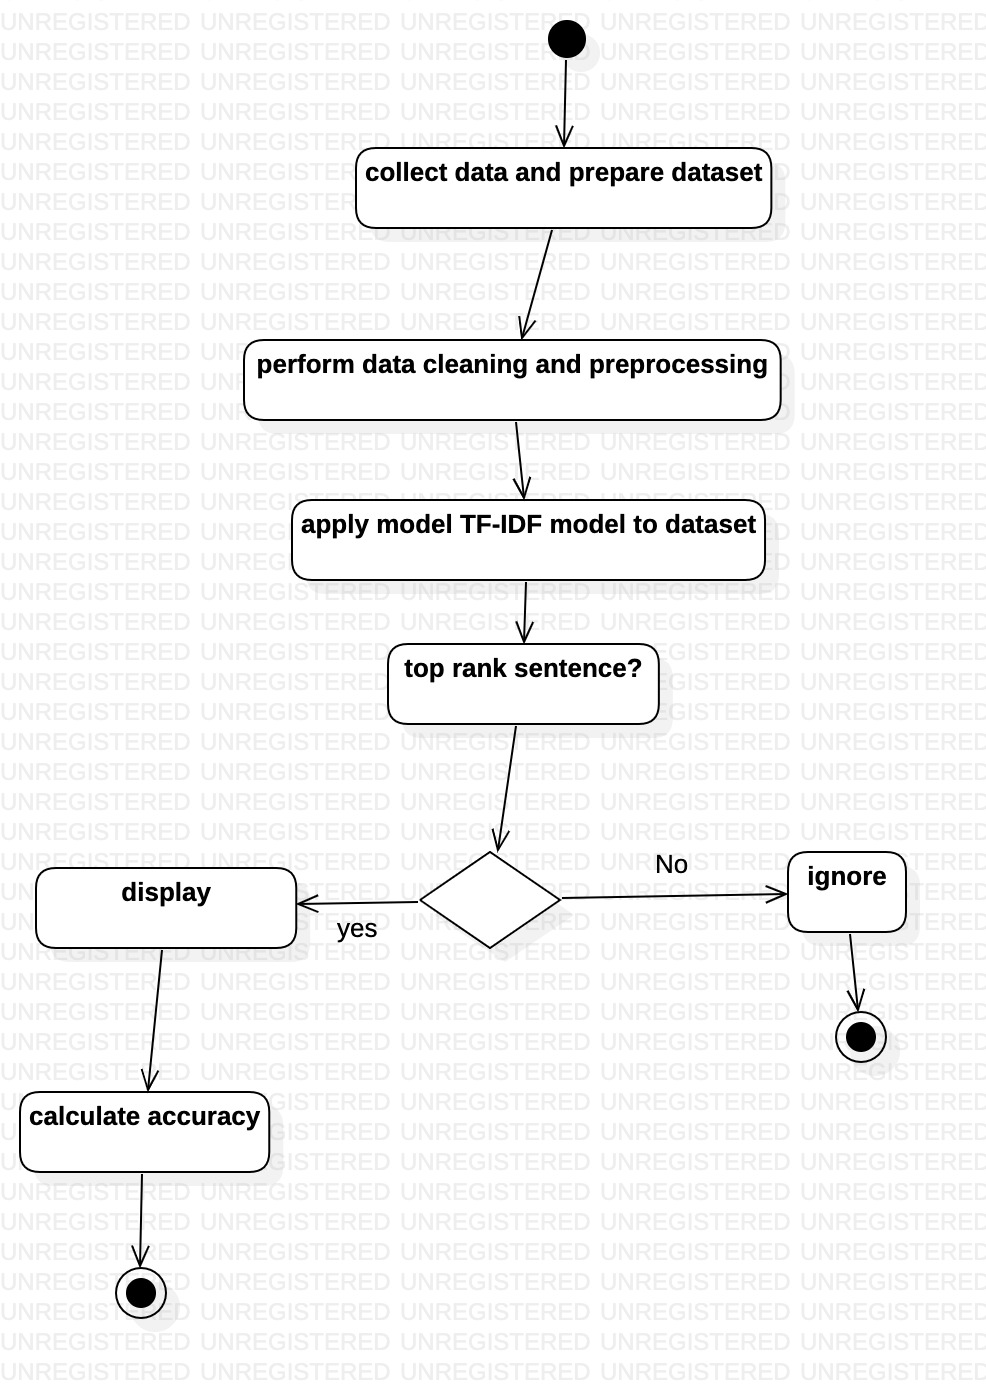 collect data and prepare dataset
perform data cleaning and preprocessing
apply model TF-IDF model to dataset
top rank sentence?
No
ignore
display
yes
calculate accuracy
UNREGISTERED